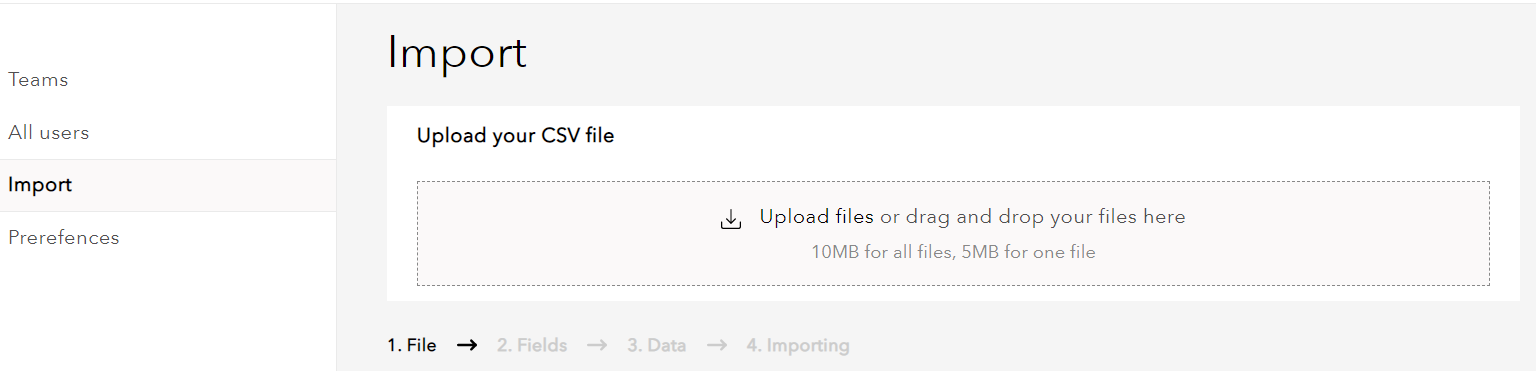 Import
Teams
All users
Import
Prerefences
Upload your CSV file
Upload files or drag and drop your files here
10MB for all files, 5MB for one file
1. File → 2. Fields → 3. Data → 4. Importing